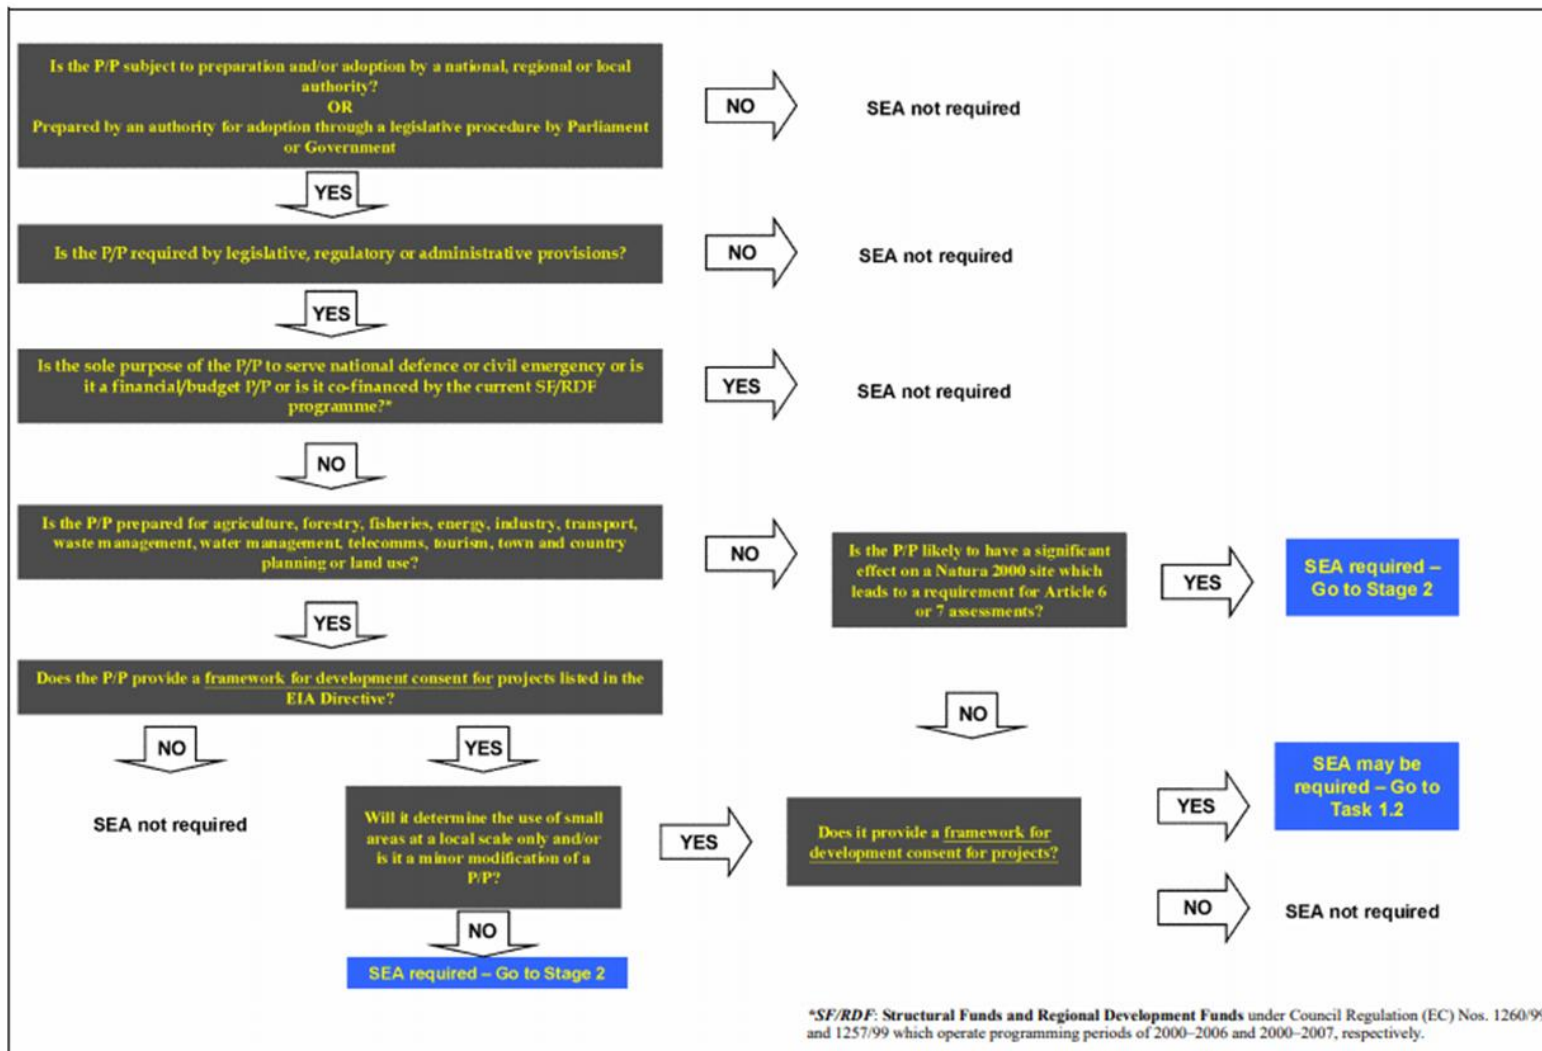 Is the P/P subject to preparation and/or adoption by a national, regional or local
authority?
OR
Prepared by an authority for adoption through a legislative procedure by Parliament
or Government
NO
SEA not required
YES
Is the P/P required by legislative, regulatory or administrative provisions?
NO
SEA not required
YES
Is the sole purpose of the P/P to serve national defence or civil emergency or is
it a financial/budget P/P or is it co-financed by the current SF/RDF
programme?*
YES
SEA not required
NO
Is the P/P prepared for agriculture, forestry, fisheries, energy, industry, transport,
waste management, water management, telecomms, tourism, town and country
planning or land use?
NO
Is the P/P likely to have a significant
effect on a Natura 2000 site which
leads to a requirement for Article 6
or 7 assessments?
YES
SEA required –
Go to Stage 2
YES
Does the P/P provide a framework for development consent for projects listed in the
EIA Directive?
NO
NO
YES
SEA not required
Will it determine the use of small
areas at a local scale only and/or
is it a minor modification of a
P/P?
YES
Does it provide a framework for
development consent for projects?
YES
SEA may be
required – Go to
Task 1.2
NO
SEA not required
NO
SEA required – Go to Stage 2
*SF/RDF: Structural Funds and Regional Development Funds under Council Regulation (EC) Nos. 1260/99
and 1257/99 which operate programming periods of 2000–2006 and 2000–2007, respectively.